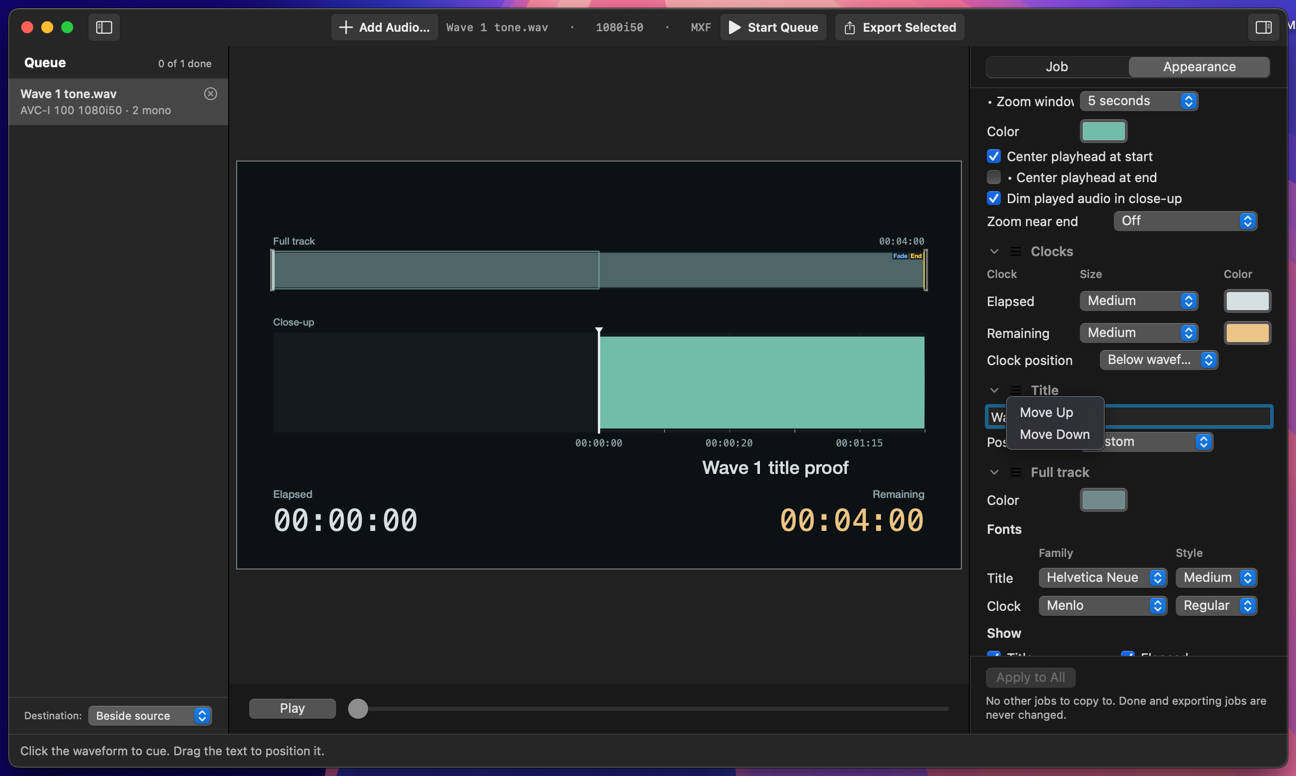 Add Audio...
Wave 1 tone.wav · 1080i50 · MXF
Start Queue
Export Selected
Queue
0 of 1 done
Wave 1 tone.wav
AVC-I 100 1080i50 · 2 mono
Destination:
Beside source
Click the waveform to cue. Drag the text to position it.
Full track
00:04:00
Fade End
Close-up
00:00:00
00:00:20
00:01:15
Wave 1 title proof
Elapsed
Remaining
00:00:00
00:04:00
Play
Job
Appearance
• Zoom window
5 seconds
Color
Center playhead at start
• Center playhead at end
Dim played audio in close-up
Zoom near end
Off
Clocks
Clock
Size
Color
Elapsed
Medium
Remaining
Medium
Clock position
Below wavef...
Title
Move Up
Move Down
Full track
Color
Fonts
Family
Style
Title
Helvetica Neue
Medium
Clock
Menlo
Regular
Show
Title
Elapsed
Apply to All
No other jobs to copy to. Done and exporting jobs are
never changed.